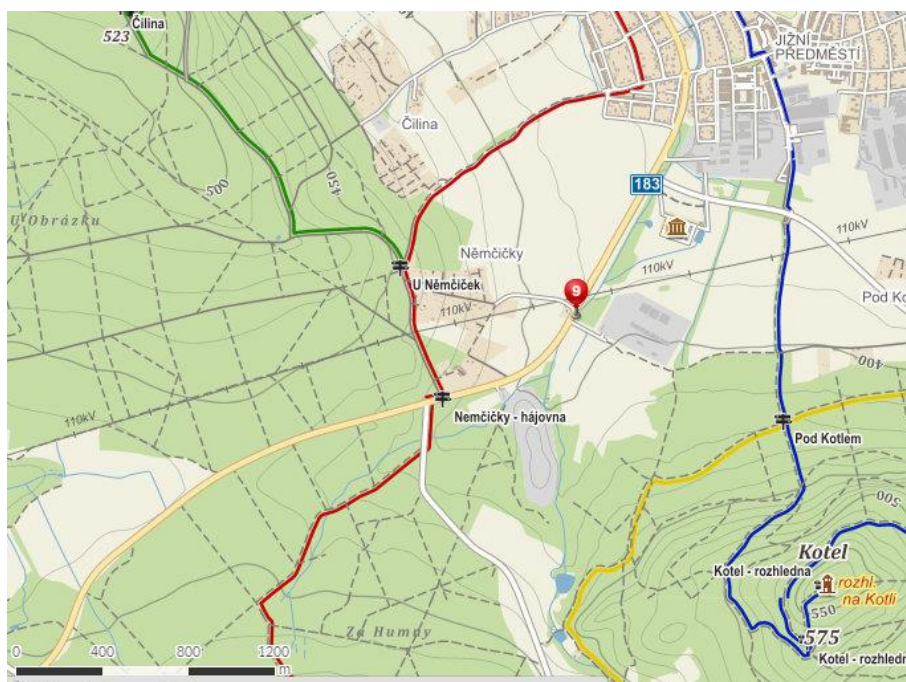 Čilina
523
JIŽNÍ
PŘEDMĚSTÍ
Čilina
450
500
183
U Obrázku
Němčičky
110kV
U Němčiček
110kV
9
110kV
Pod Ko
400
110kV
Nemčičky - hájovna
Pod Kotlem
500
Kotel
Kotel - rozhledna
rozhl.
na Kotli
550
Za Humny
575
Kotel - rozhledn
0 400 800 1200
m